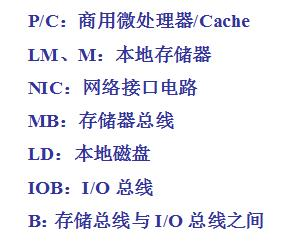 P/C：商用微处理器/Cache
LM、M：本地存储器
NIC：网络接口电路
MB：存储器总线
LD：本地磁盘
IOB：I/O 总线
B：存储总线与 I/O 总线之间